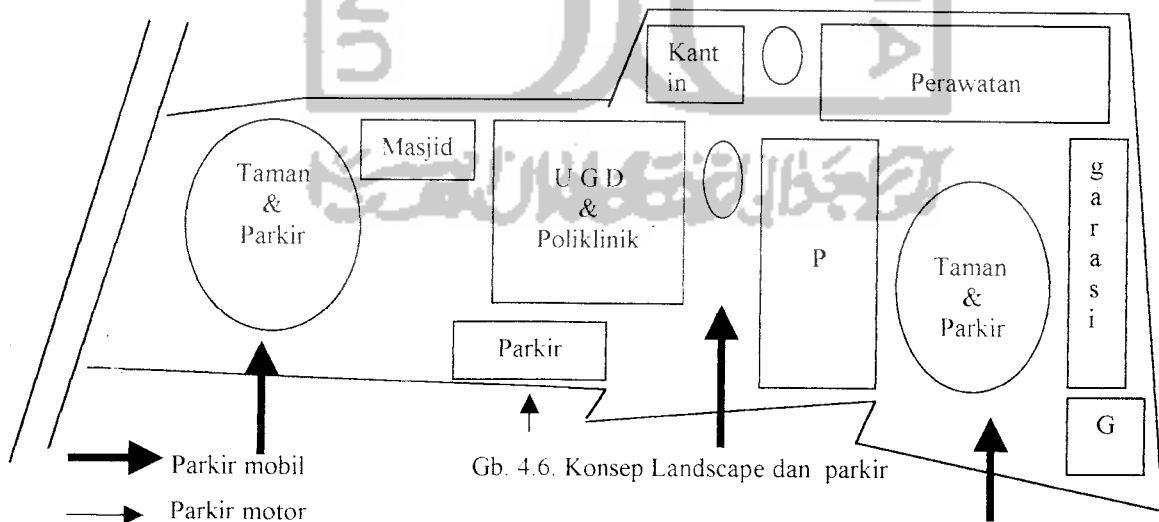 Kant
in
Perawatan
Masjid
Taman
&
Parkir
U G D
&
Poliklinik
P
Taman
&
Parkir
g
a
r
a
s
i
Parkir
G
Parkir mobil
Gb. 4.6. Konsep Landscape dan parkir
Parkir motor